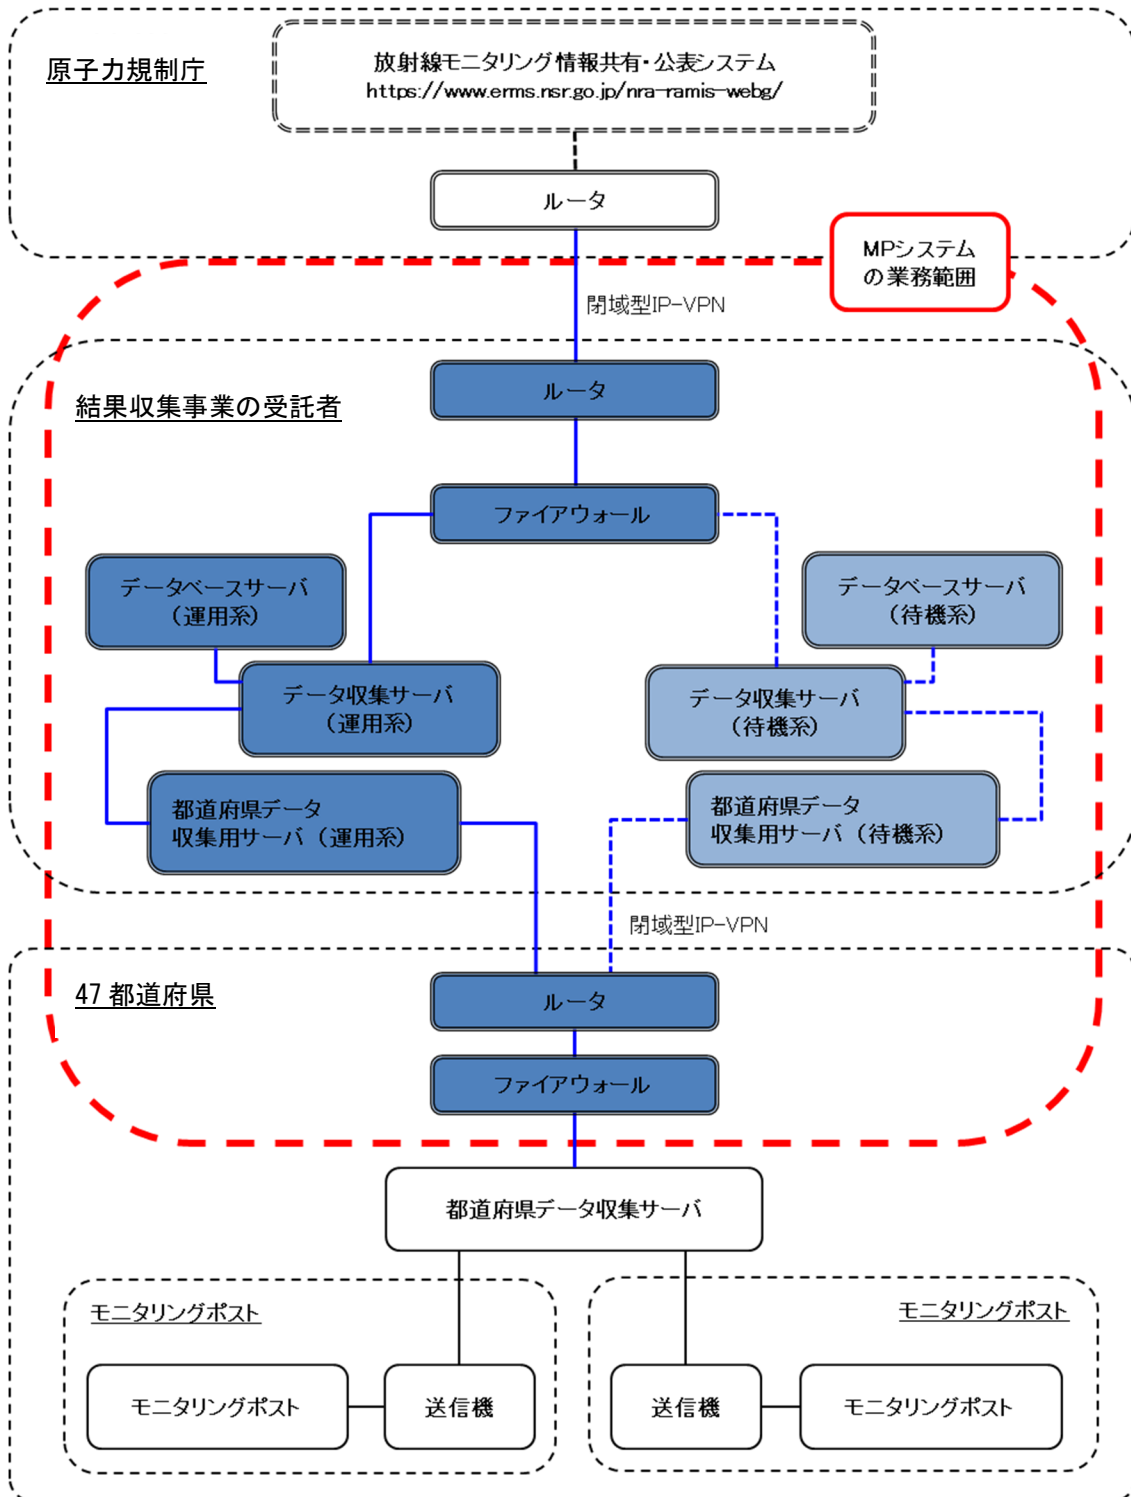 原子力規制庁
放射線モニタリング情報共有・公表システム
https://www.erms.nsr.go.jp/nra-ramis-webg/
ルータ
MPシステム
の業務範囲
閉域型IP-VPN
ルータ
結果収集事業の受託者
ファイアウォール
データベースサーバ
（運用系）
データベースサーバ
（待機系）
データ収集サーバ
（運用系）
データ収集サーバ
（待機系）
都道府県データ
収集用サーバ（運用系）
都道府県データ
収集用サーバ（待機系）
閉域型IP-VPN
47 都道府県
ルータ
ファイアウォール
都道府県データ収集サーバ
モニタリングポスト
モニタリングポスト
モニタリングポスト
送信機
送信機
モニタリングポスト